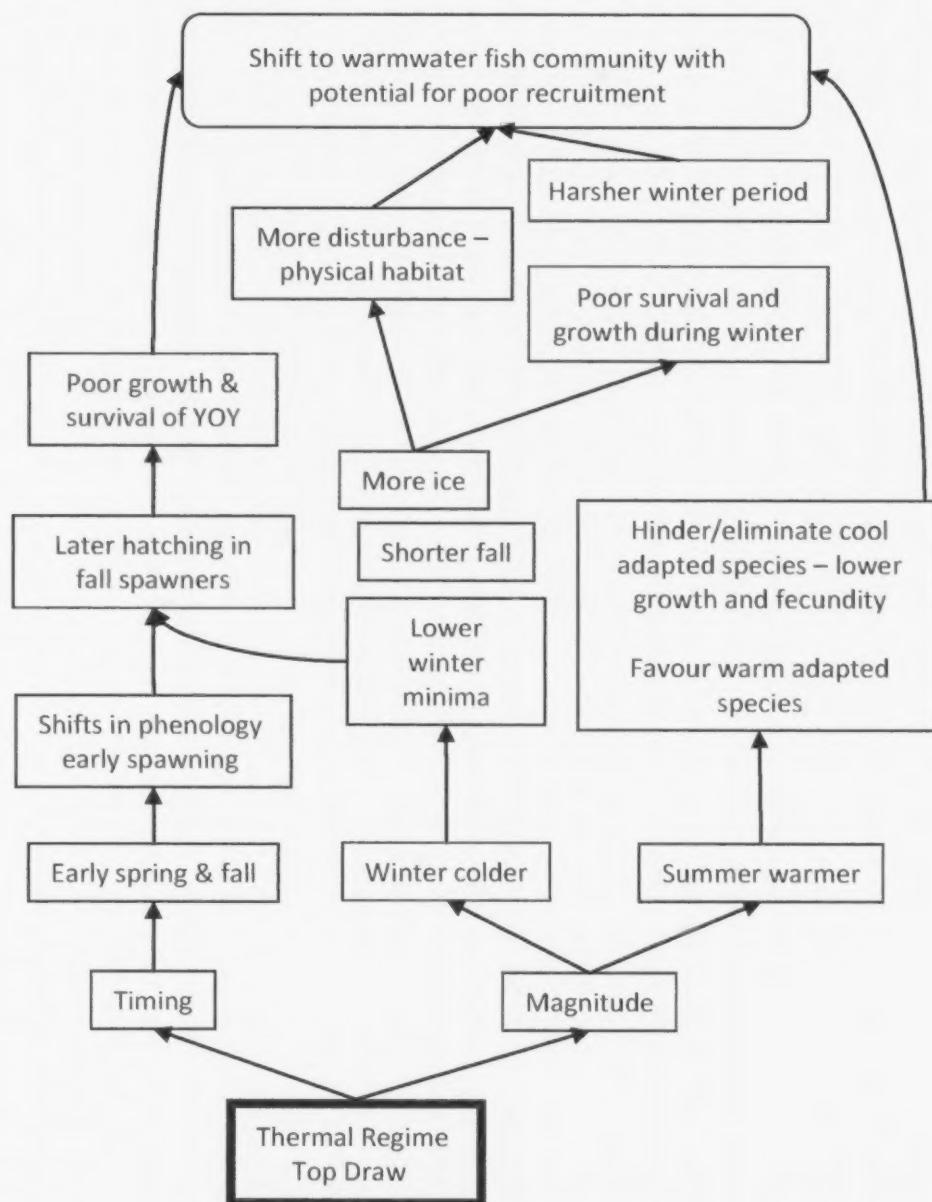 Shift to warmwater fish community with
potential for poor recruitment
Harsher winter period
More disturbance –
physical habitat
Poor survival and
growth during winter
Poor growth &
survival of YOY
More ice
Later hatching in
fall spawners
Shorter fall
Hinder/eliminate cool
adapted species – lower
growth and fecundity
Favour warm adapted
species
Lower
winter
minima
Shifts in phenology
early spawning
Early spring & fall
Winter colder
Summer warmer
Timing
Magnitude
Thermal Regime
Top Draw